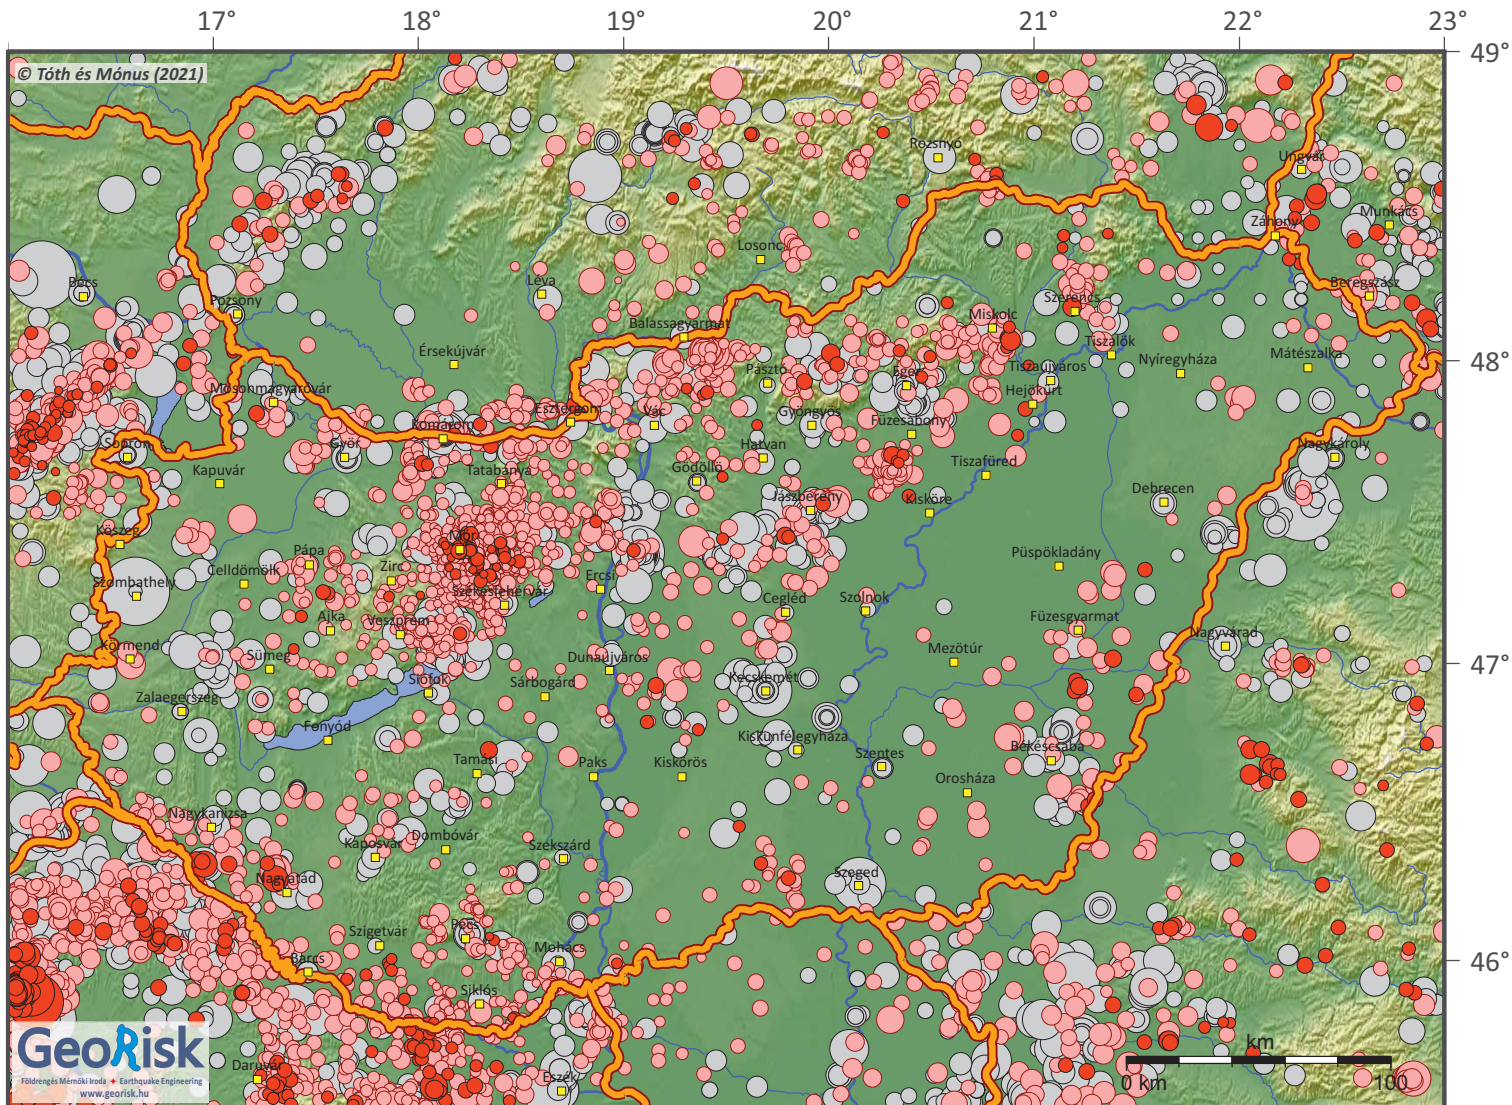 17° 18° 19° 20° 21° 22° 23°
49°
© Tóth és Mónus (2021)
Rozsnyó
Ungvár
Munkács
Záhony
Losonc
Bécs
Léva
Beregszász
Pozsony
Szerencs
Miskolc
Balassagyarmat
Tiszalök
Érsekújvár
Nyíregyháza
Mátészalka
48°
Pásztó
Eger
Tiszaújváros
Mosonmagyaróvár
Hejőkürt
Esztergom
Vác
Gyöngyös
Füzesabony
Komárom
Sopron
Győr
Hatvan
Nagykároly
Kapuvár
Tatabánya
Gödöllő
Tiszafüred
Debrecen
Jászberény
Kisköre
Kőszeg
Mór
Pápa
Püspökladány
Celldömölk
Zirc
Ercsi
Szombathely
Székesfehérvár
Cegléd
Szolnok
Ajka
Veszprém
Füzesgyarmat
Nagyvárad
Körmend
Sümeg
Dunaújváros
Mezőtúr
47°
Siófok
Sárbogárd
Kecskemét
Zalaegerszeg
Fonyód
Kiskunfélegyháza
Békéscsaba
Tamási
Paks
Kiskőrös
Szentes
Orosháza
Nagykanizsa
Kaposvár
Dombóvár
Szekszárd
Nagyatád
Szeged
Szigetvár
Pécs
Mohács
46°
Barcs
Siklós
GeoRisk
Földrengés Mérnöki Iroda ✦ Earthquake Engineering
www.georisk.hu
Daruvár
Eszék
km
0 km 100